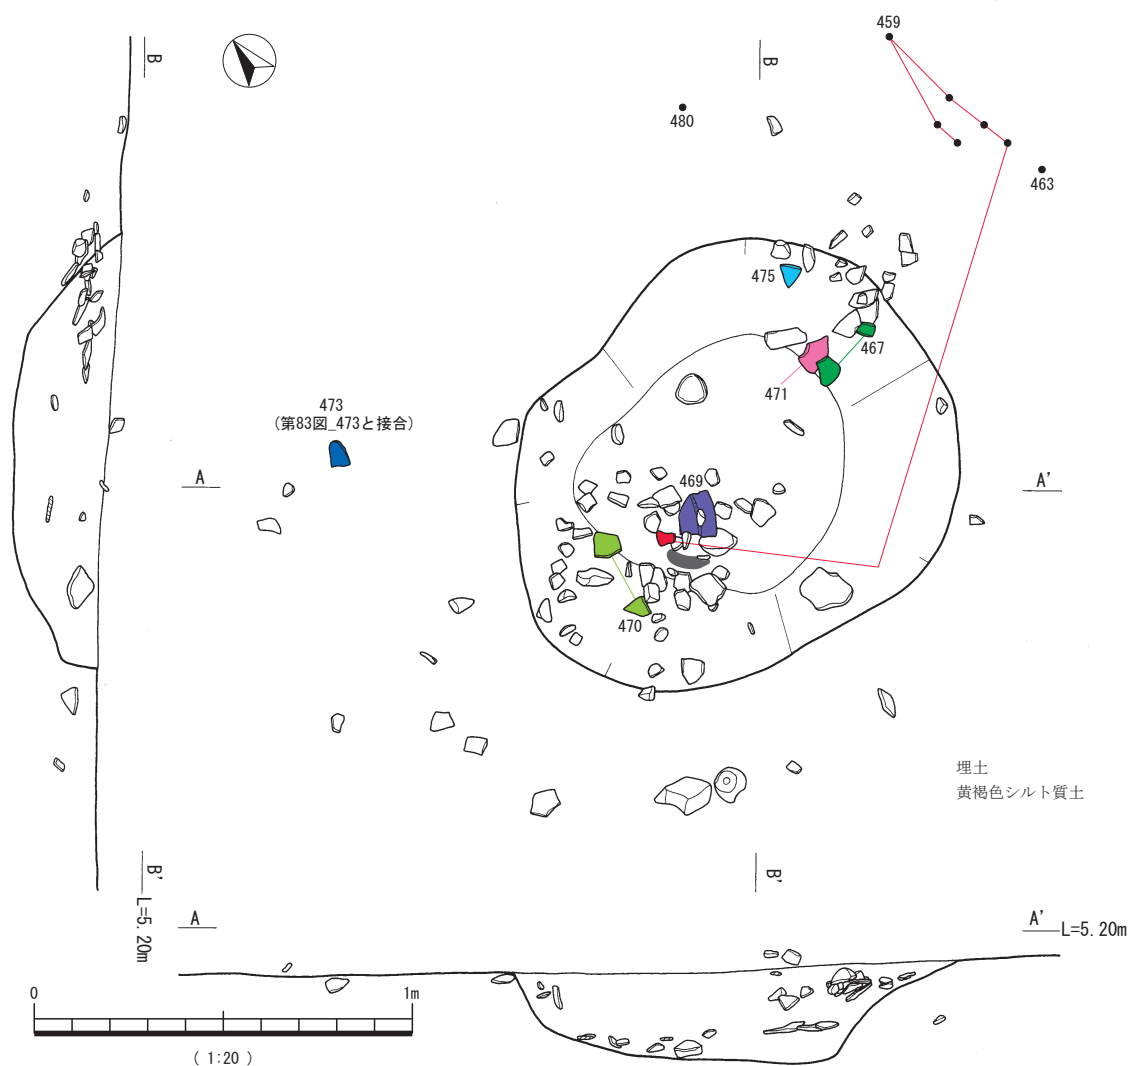 459
B
B
480
463
475
467
471
473
(第83図_473と接合)
A
469
A'
470
埋土
黄褐色シルト質土
B'
L=5.20m
B'
A
A'
L=5.20m
0
1m
( 1:20 )